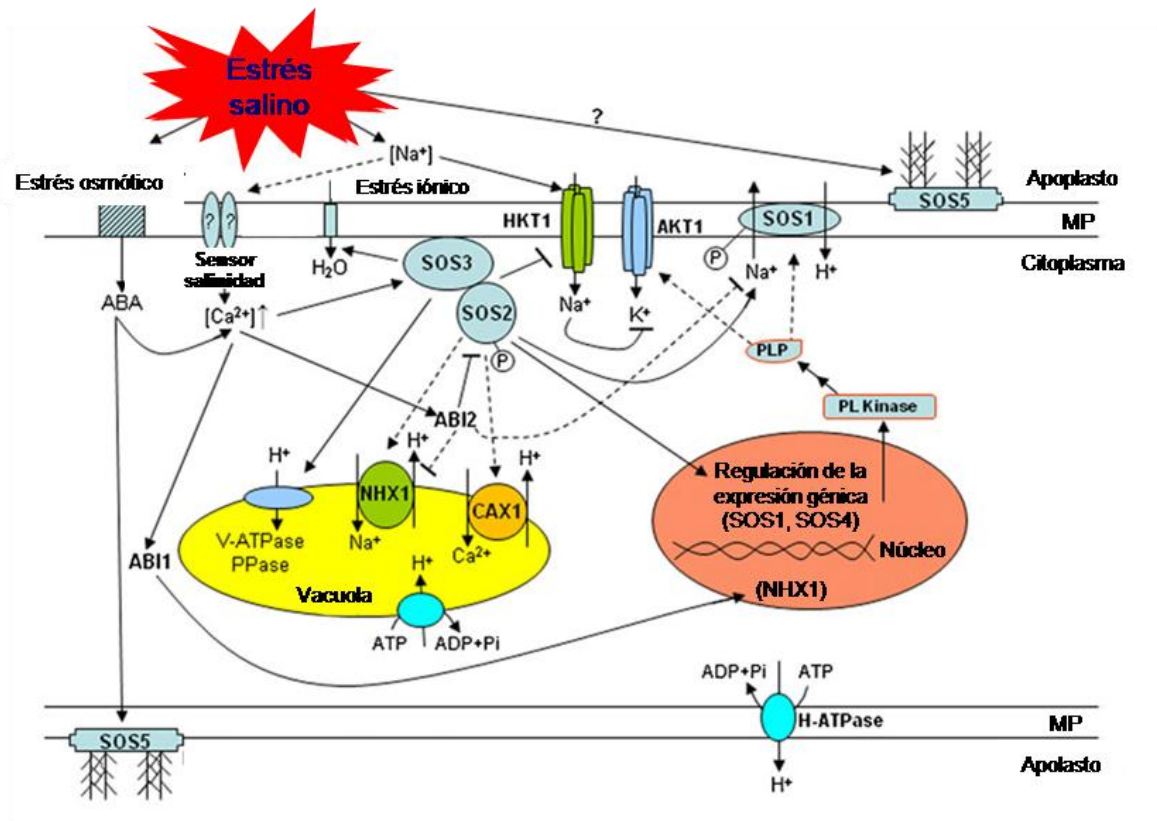 Estrés
salino
?
[Na⁺]
Estrés osmótico
Estrés iónico
Apoplasto
SOS5
? ?
HKT1
AKT1
SOS1
MP
Sensor
salinidad
H₂O
SOS3
P
Na⁺
H⁺
Citoplasma
ABA
[Ca²⁺]↑
SOS2
Na⁺
K⁺
P
PLP
PL Kinase
ABI2
H⁺
H⁺
H⁺
NHX1
CAX1
Regulación de la
expresión génica
(SOS1, SOS4)
Núcleo
(NHX1)
V-ATPase
PPase
Na⁺
Ca²⁺
H⁺
ABI1
Vacuola
ATP
ADP+Pi
ADP+Pi
ATP
H-ATPase
MP
SOS5
Apolasto
H⁺